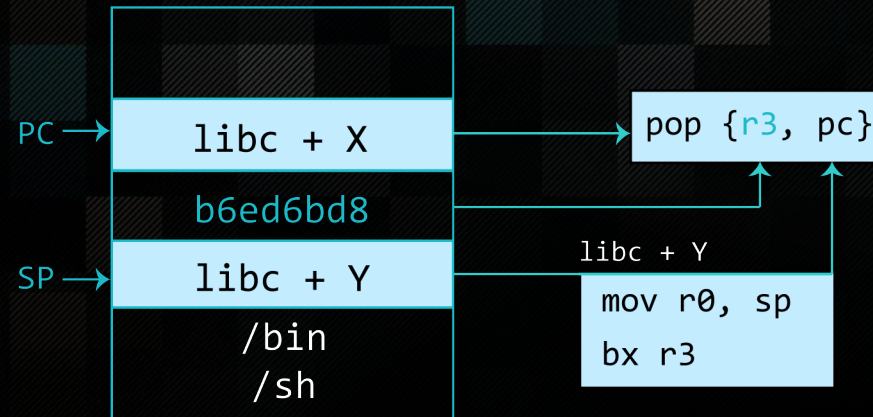 PC
libc + X
pop {r3, pc}
b6ed6bd8
libc + Y
SP
libc + Y
mov r0, sp
bx r3
/bin
/sh